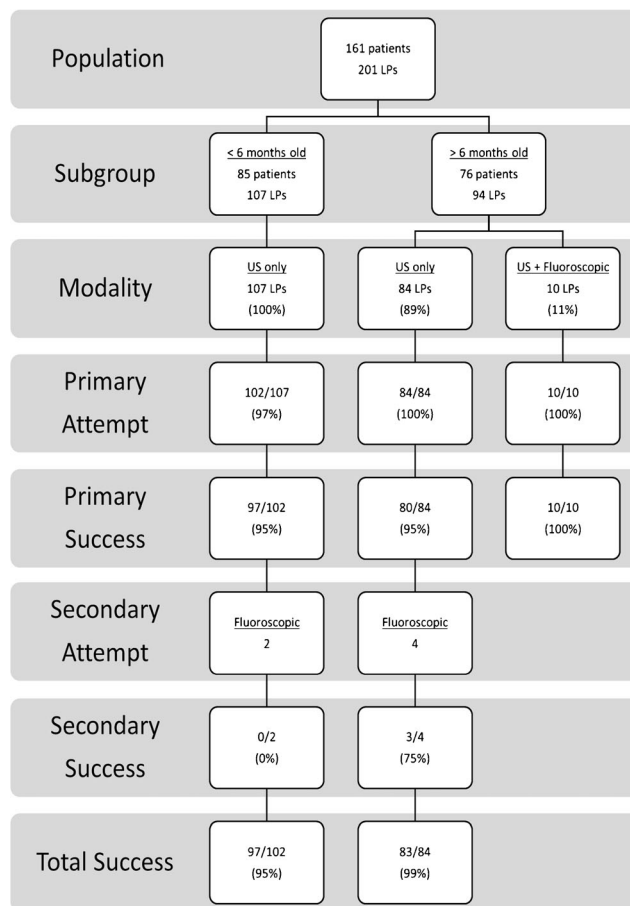 Population
161 patients
201 LPs
Subgroup
< 6 months old
85 patients
107 LPs
> 6 months old
76 patients
94 LPs
Modality
US only
107 LPs
(100%)
US only
84 LPs
(89%)
US + Fluoroscopic
10 LPs
(11%)
Primary
Attempt
102/107
(97%)
84/84
(100%)
10/10
(100%)
Primary
Success
97/102
(95%)
80/84
(95%)
10/10
(100%)
Secondary
Attempt
Fluoroscopic
2
Fluoroscopic
4
Secondary
Success
0/2
(0%)
3/4
(75%)
Total Success
97/102
(95%)
83/84
(99%)